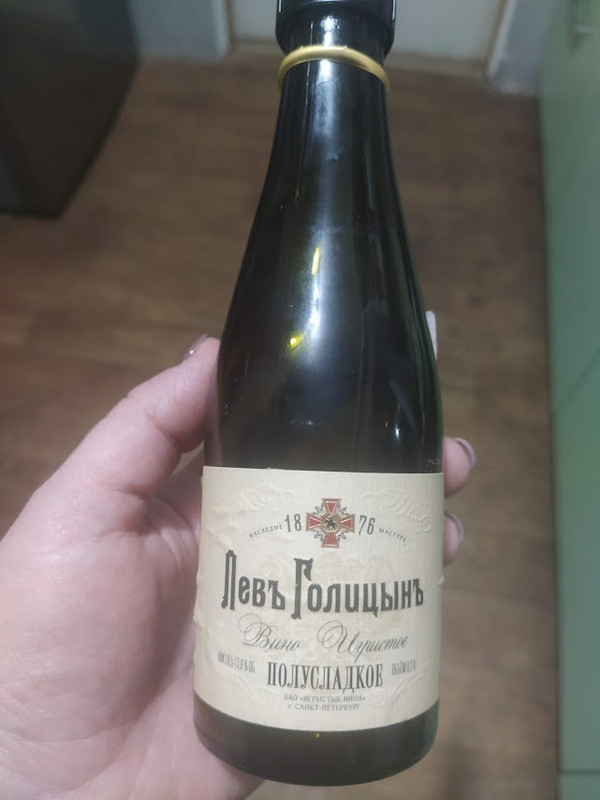 НАСЛЕДИЕ 18 76 МАСТЕРА
Левъ Голицынъ
Вино Игристое
ПОЛУСЛАДКОЕ
ЗАО «ИГРИСТЫЕ ВИНА»
г. САНКТ-ПЕТЕРБУРГ